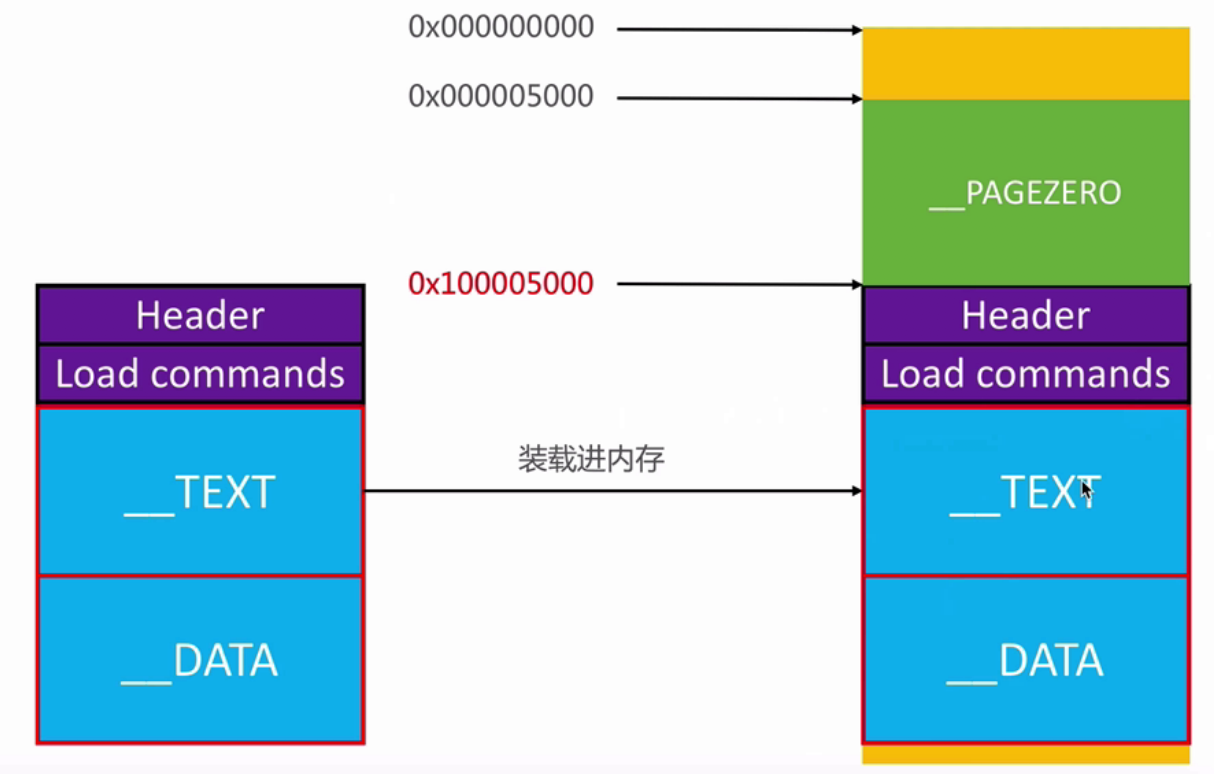 0x000000000
0x000005000
__PAGEZERO
0x100005000
Header
Header
Load commands
Load commands
装载进内存
__TEXT
__TEXT
__DATA
__DATA